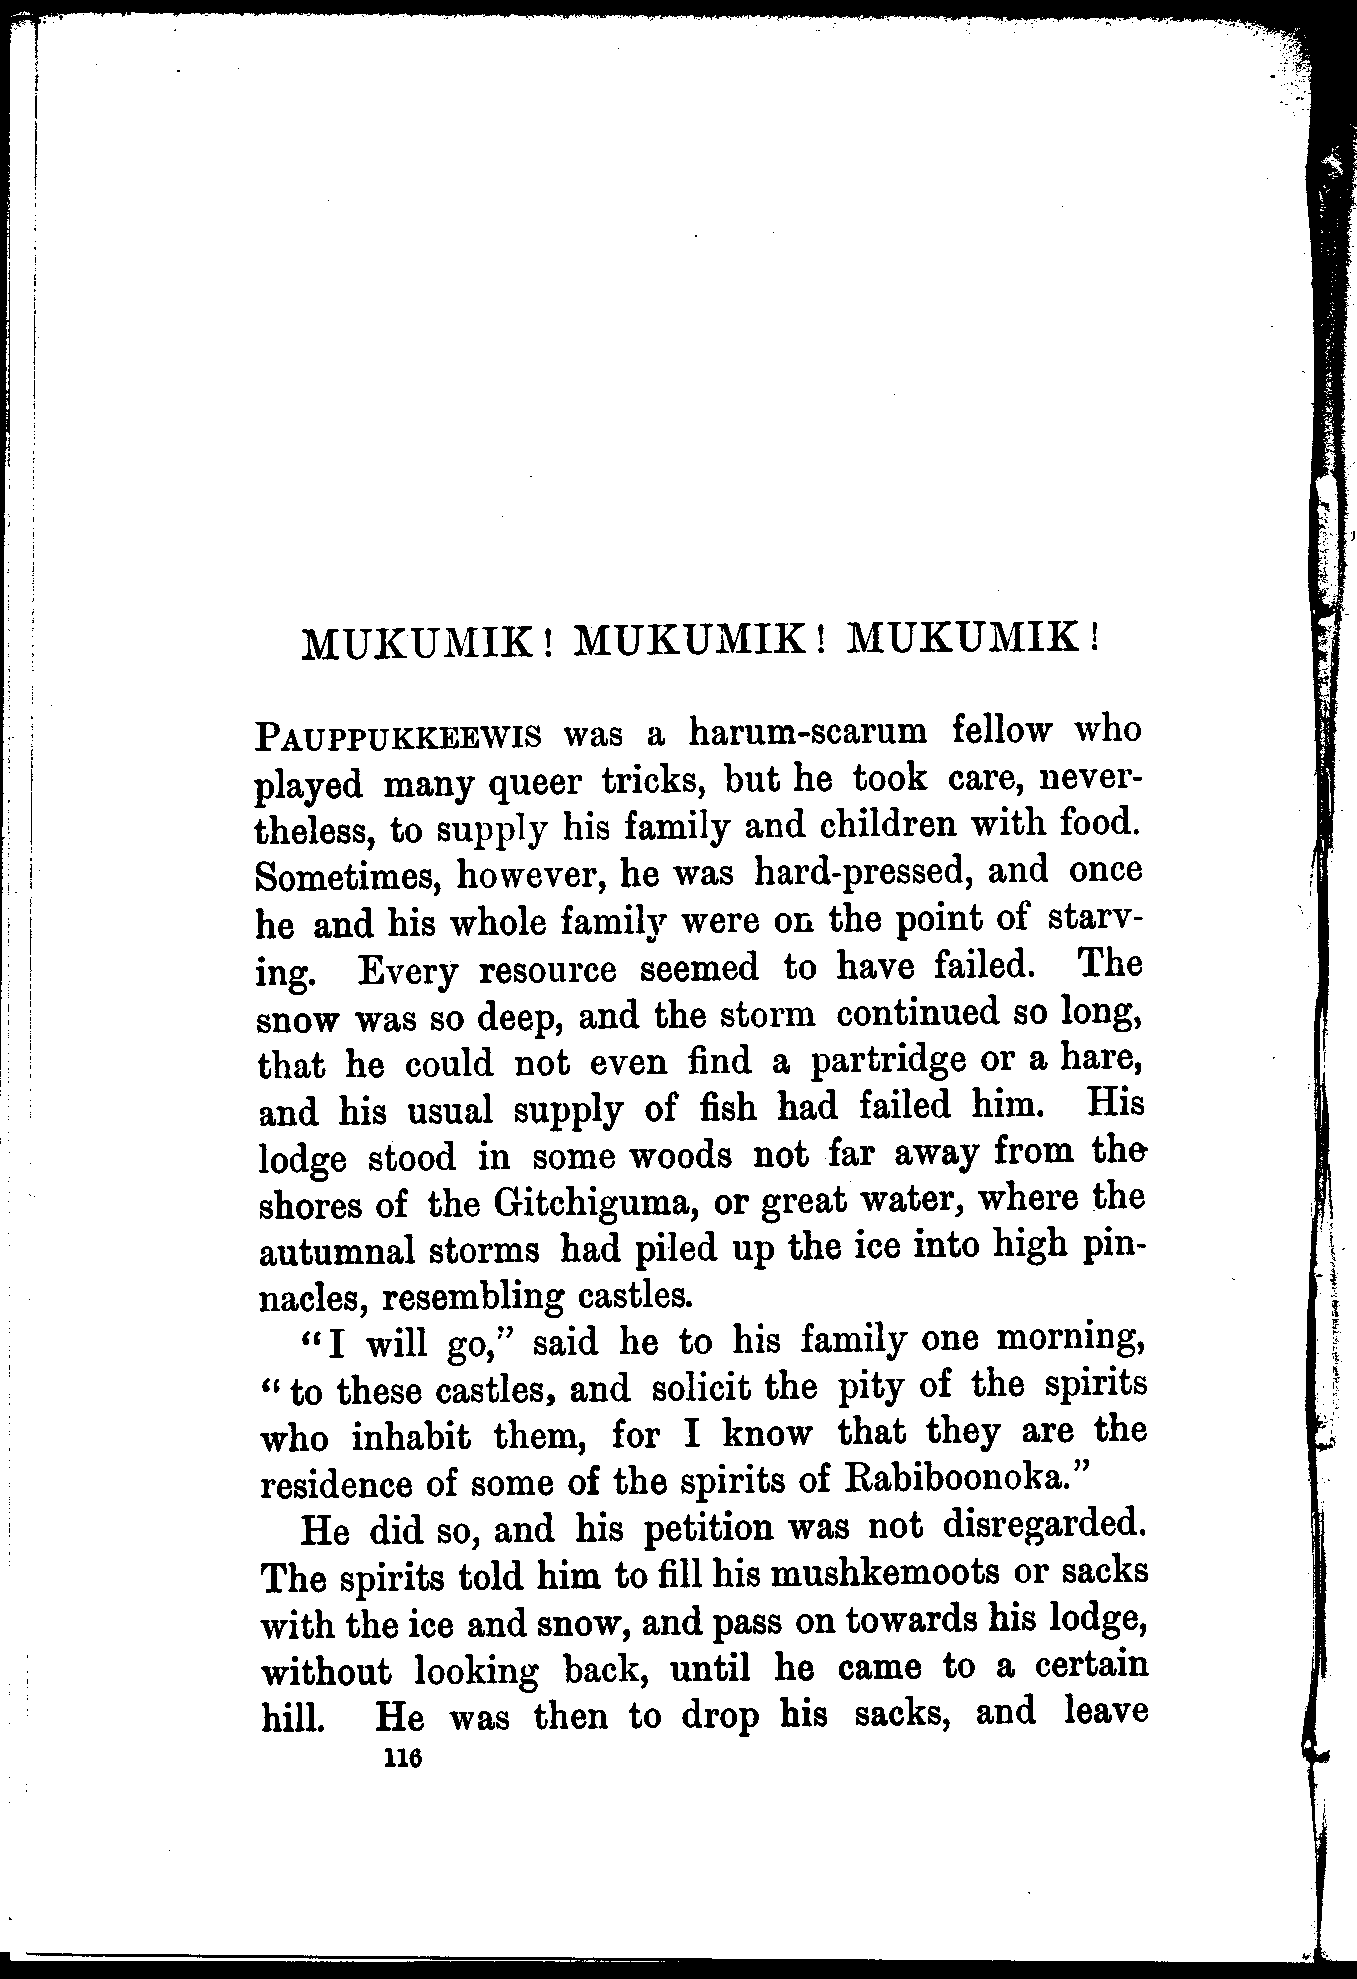 MUKUMIK! MUKUMIK! MUKUMIK!
PAUPPUKKEEWIS was a harum-scarum fellow who
played many queer tricks, but he took care, never-
theless, to supply his family and children with food.
Sometimes, however, he was hard-pressed, and once
he and his whole family were on the point of starv-
ing. Every resource seemed to have failed. The
snow was so deep, and the storm continued so long,
that he could not even find a partridge or a hare,
and his usual supply of fish had failed him. His
lodge stood in some woods not far away from the
shores of the Gitchiguma, or great water, where the
autumnal storms had piled up the ice into high pin-
nacles, resembling castles.
"I will go," said he to his family one morning,
"to these castles, and solicit the pity of the spirits
who inhabit them, for I know that they are the
residence of some of the spirits of Rabiboonoka."
He did so, and his petition was not disregarded.
The spirits told him to fill his mushkemoots or sacks
with the ice and snow, and pass on towards his lodge,
without looking back, until he came to a certain
hill. He was then to drop his sacks, and leave
116